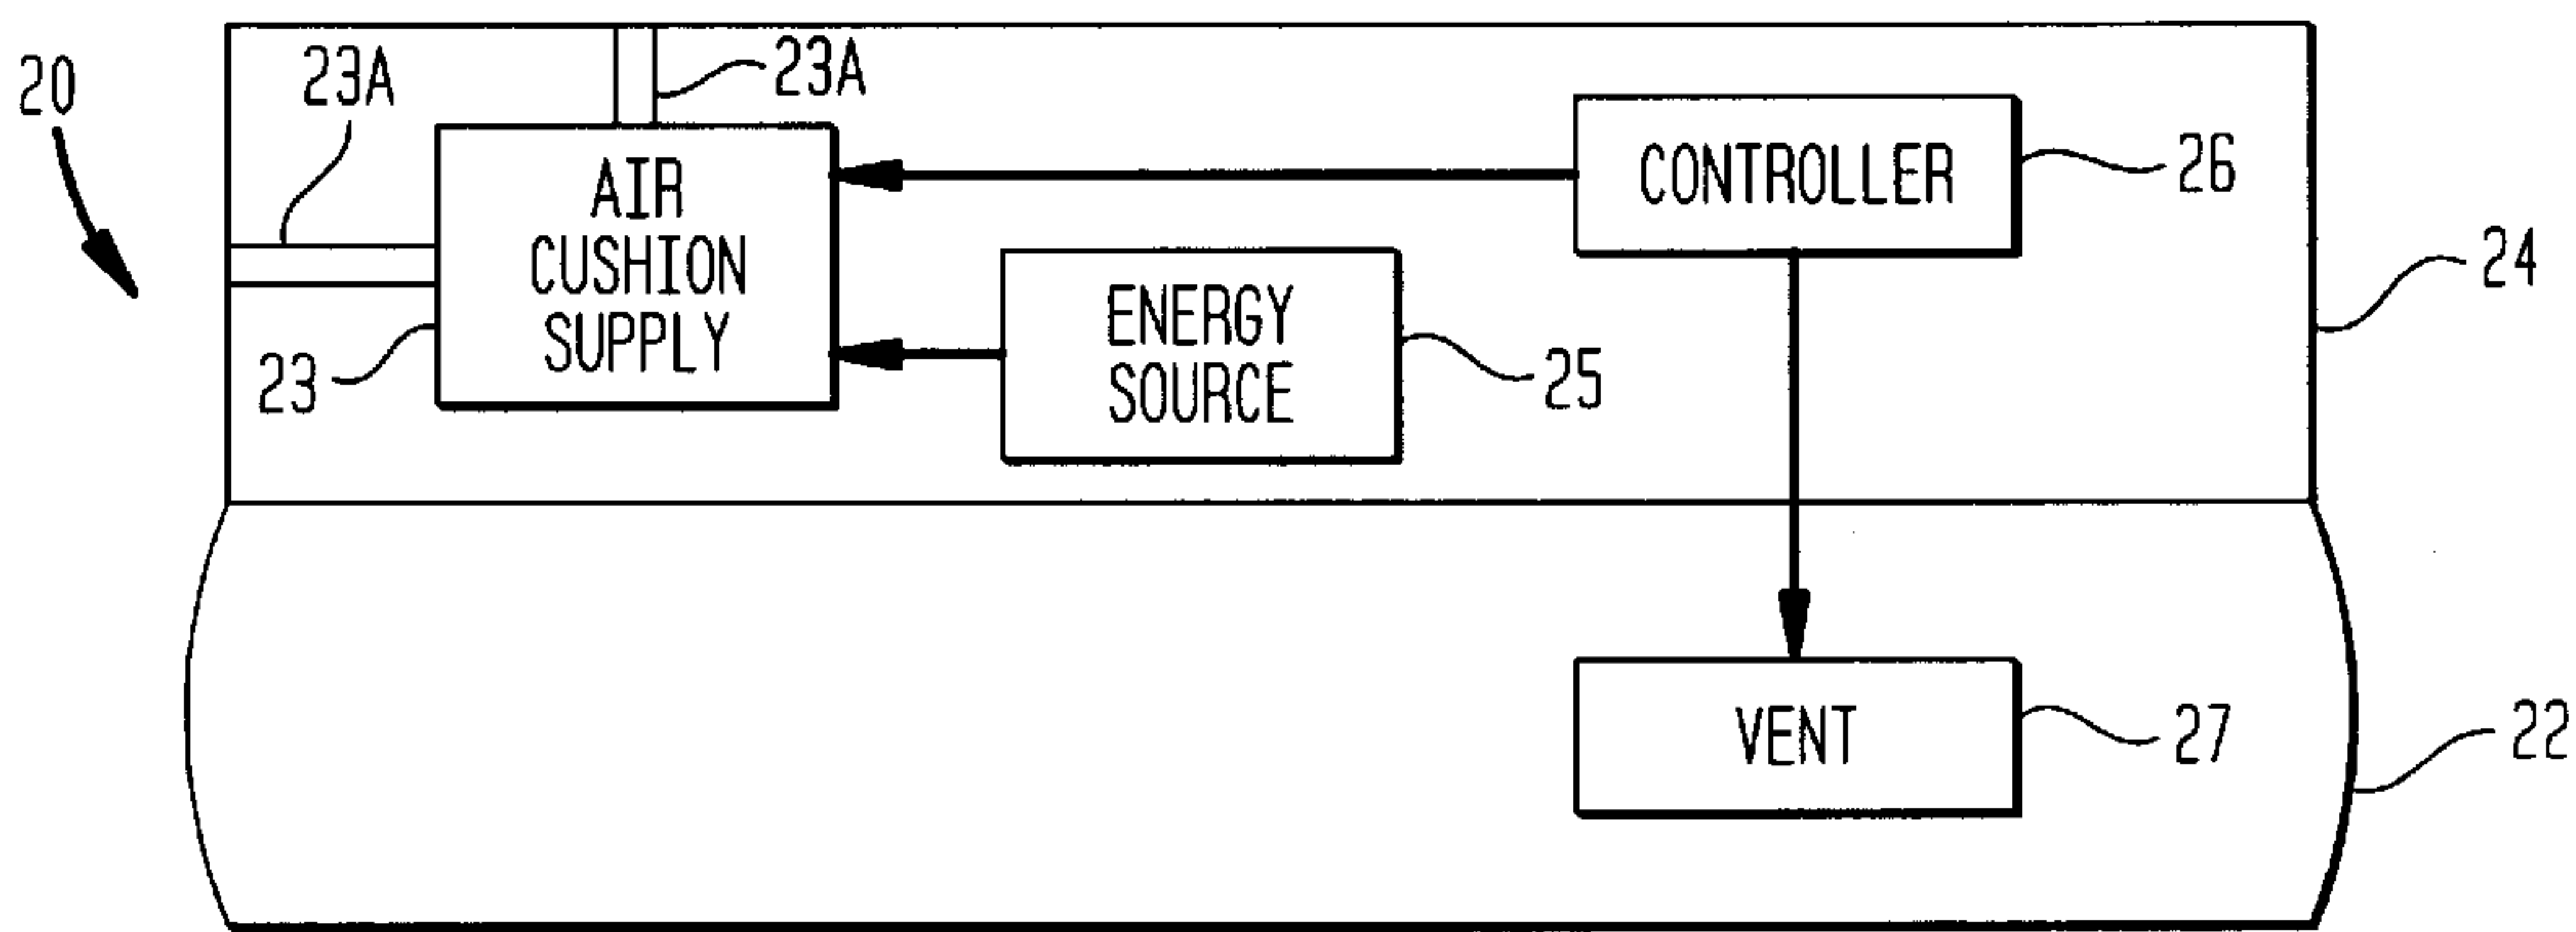 20
23A
23A
AIR
CUSHION
SUPPLY
23
CONTROLLER
26
ENERGY
SOURCE
25
24
VENT
27
22